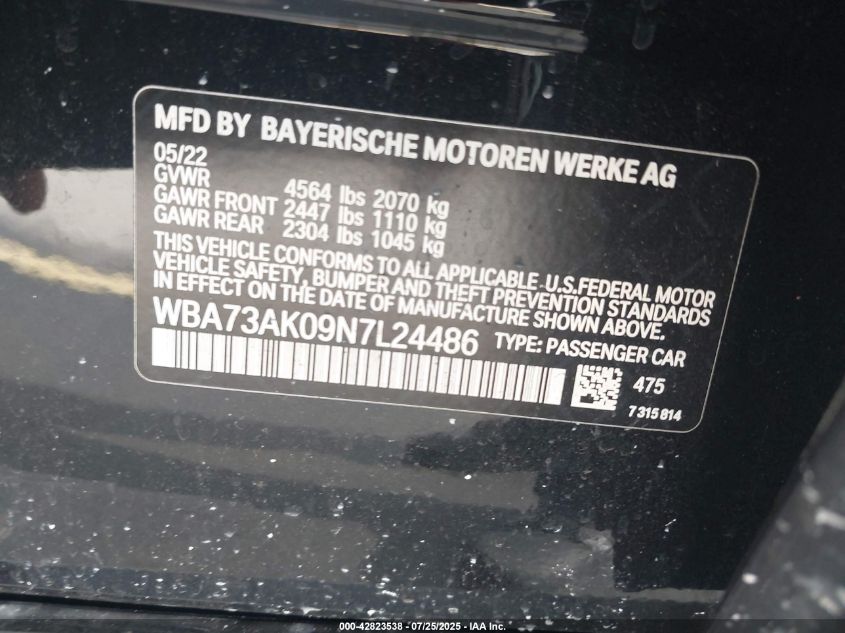 MFD BY BAYERISCHE MOTOREN WERKE AG
05/22
GVWR 4564 lbs 2070 kg
GAWR FRONT 2447 lbs 1110 kg
GAWR REAR 2304 lbs 1045 kg
THIS VEHICLE CONFORMS TO ALL APPLICABLE U.S.FEDERAL MOTOR
VEHICLE SAFETY, BUMPER AND THEFT PREVENTION STANDARDS
IN EFFECT ON THE DATE OF MANUFACTURE SHOWN ABOVE.
WBA73AK09N7L24486 TYPE: PASSENGER CAR
475
7 315 814
000-42823538 - 07/25/2025 - IAA Inc.